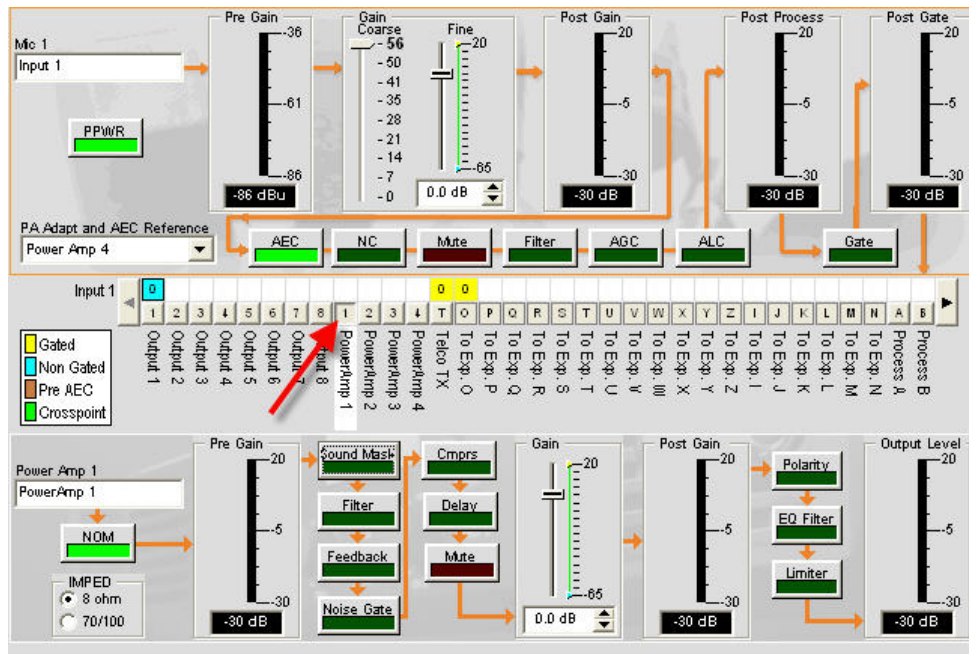 Pre Gain
Gain
Post Gain
Post Process
Post Gate
Coarse
Fine
Mic 1
Input 1
PPWR
-36
-61
-86
-86 dBu
- 56
- 50
- 41
- 35
- 28
- 21
- 14
- 7
- 0
20
-65
0.0 dB
20
-5
-30
-30 dB
20
-5
-30
-30 dB
20
-5
-30
-30 dB
PA Adapt and AEC Reference
Power Amp 4
AEC
NC
Mute
Filter
AGC
ALC
Gate
Input 1
0
0
0
1 2 3 4 5 6 7 8 1 2 3 4 T O P Q R S T U V W X Y Z I J K L M N A B
Output 1
Output 2
Output 3
Output 4
Output 5
Output 6
Output 7
Output 8
PowerAmp 1
PowerAmp 2
PowerAmp 3
PowerAmp 4
Telco TX
To Exp. O
To Exp. P
To Exp. Q
To Exp. R
To Exp. S
To Exp. T
To Exp. U
To Exp. V
To Exp. W
To Exp. X
To Exp. Y
To Exp. Z
To Exp. I
To Exp. J
To Exp. K
To Exp. L
To Exp. M
To Exp. N
Process A
Process B
Gated
Non Gated
Pre AEC
Crosspoint
Pre Gain
Gain
Post Gain
Output Level
Power Amp 1
PowerAmp 1
NOM
IMPED
8 ohm
70/100
20
-5
-30
-30 dB
Sound Mask
Filter
Feedback
Noise Gate
Cmprs
Delay
Mute
20
-65
0.0 dB
20
-5
-30
-30 dB
Polarity
EQ Filter
Limiter
20
-5
-30
-30 dB